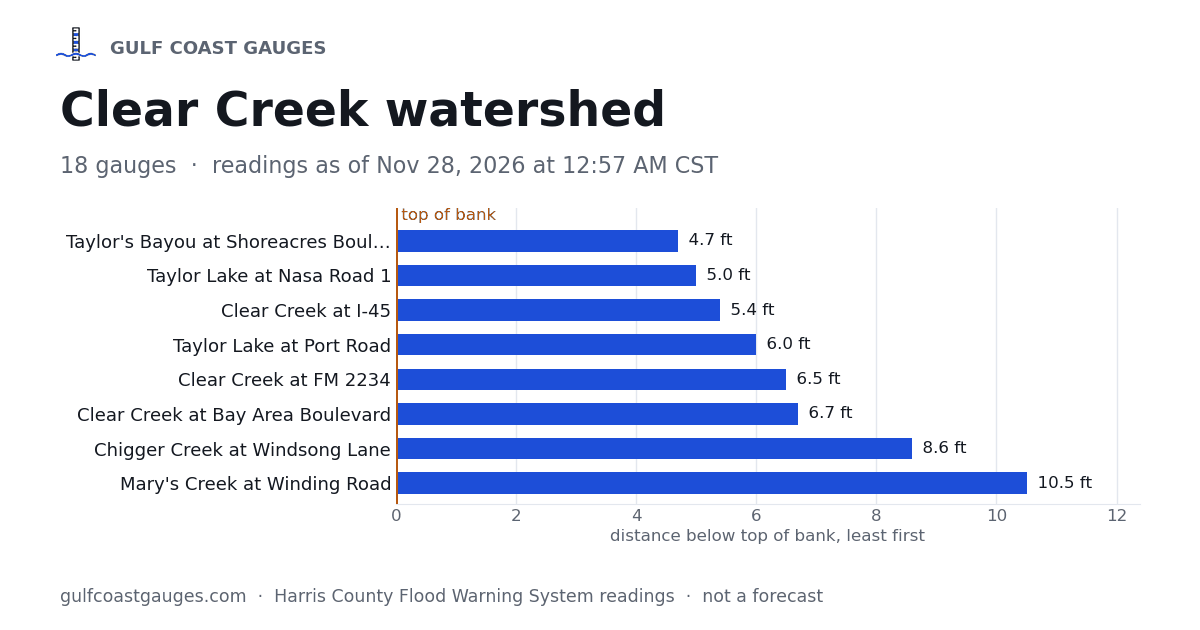 GULF COAST GAUGES
Clear Creek watershed
18 gauges · readings as of Nov 28, 2026 at 12:57 AM CST
top of bank
Taylor's Bayou at Shoreacres Boul… 4.7 ft
Taylor Lake at Nasa Road 1 5.0 ft
Clear Creek at I-45 5.4 ft
Taylor Lake at Port Road 6.0 ft
Clear Creek at FM 2234 6.5 ft
Clear Creek at Bay Area Boulevard 6.7 ft
Chigger Creek at Windsong Lane 8.6 ft
Mary's Creek at Winding Road 10.5 ft
0 2 4 6 8 10 12
distance below top of bank, least first
gulfcoastgauges.com · Harris County Flood Warning System readings · not a forecast